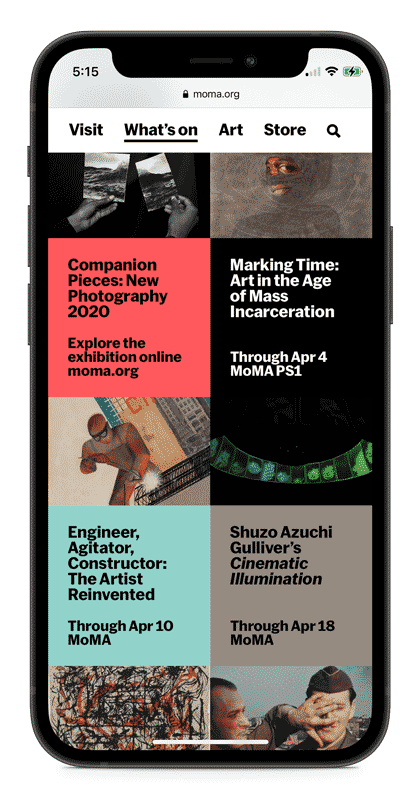 5:15
moma.org
Visit What's on Art Store
Companion
Pieces: New
Photography
2020
Explore the
exhibition online
moma.org
Marking Time:
Art in the Age
of Mass
Incarceration
Through Apr 4
MoMA PS1
Engineer,
Agitator,
Constructor:
The Artist
Reinvented
Through Apr 10
MoMA
Shuzo Azuchi
Gulliver's
Cinematic
Illumination
Through Apr 18
MoMA